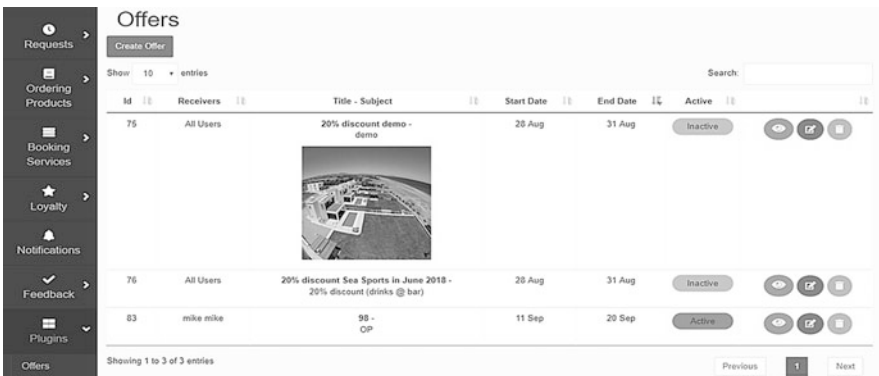 Offers
Requests
Create Offer
Ordering
Products
Show 10 entries
Search:
Id Receivers Title - Subject Start Date End Date Active
75 All Users 20% discount demo - 28 Aug 31 Aug Inactive
demo
Booking
Services
Loyalty
Notifications
76 All Users 20% discount Sea Sports in June 2018 - 28 Aug 31 Aug Inactive
20% discount (drinks @ bar)
Feedback
83 mike mike 98 - 11 Sep 20 Sep Active
OP
Plugins
Showing 1 to 3 of 3 entries
Offers
Previous 1 Next